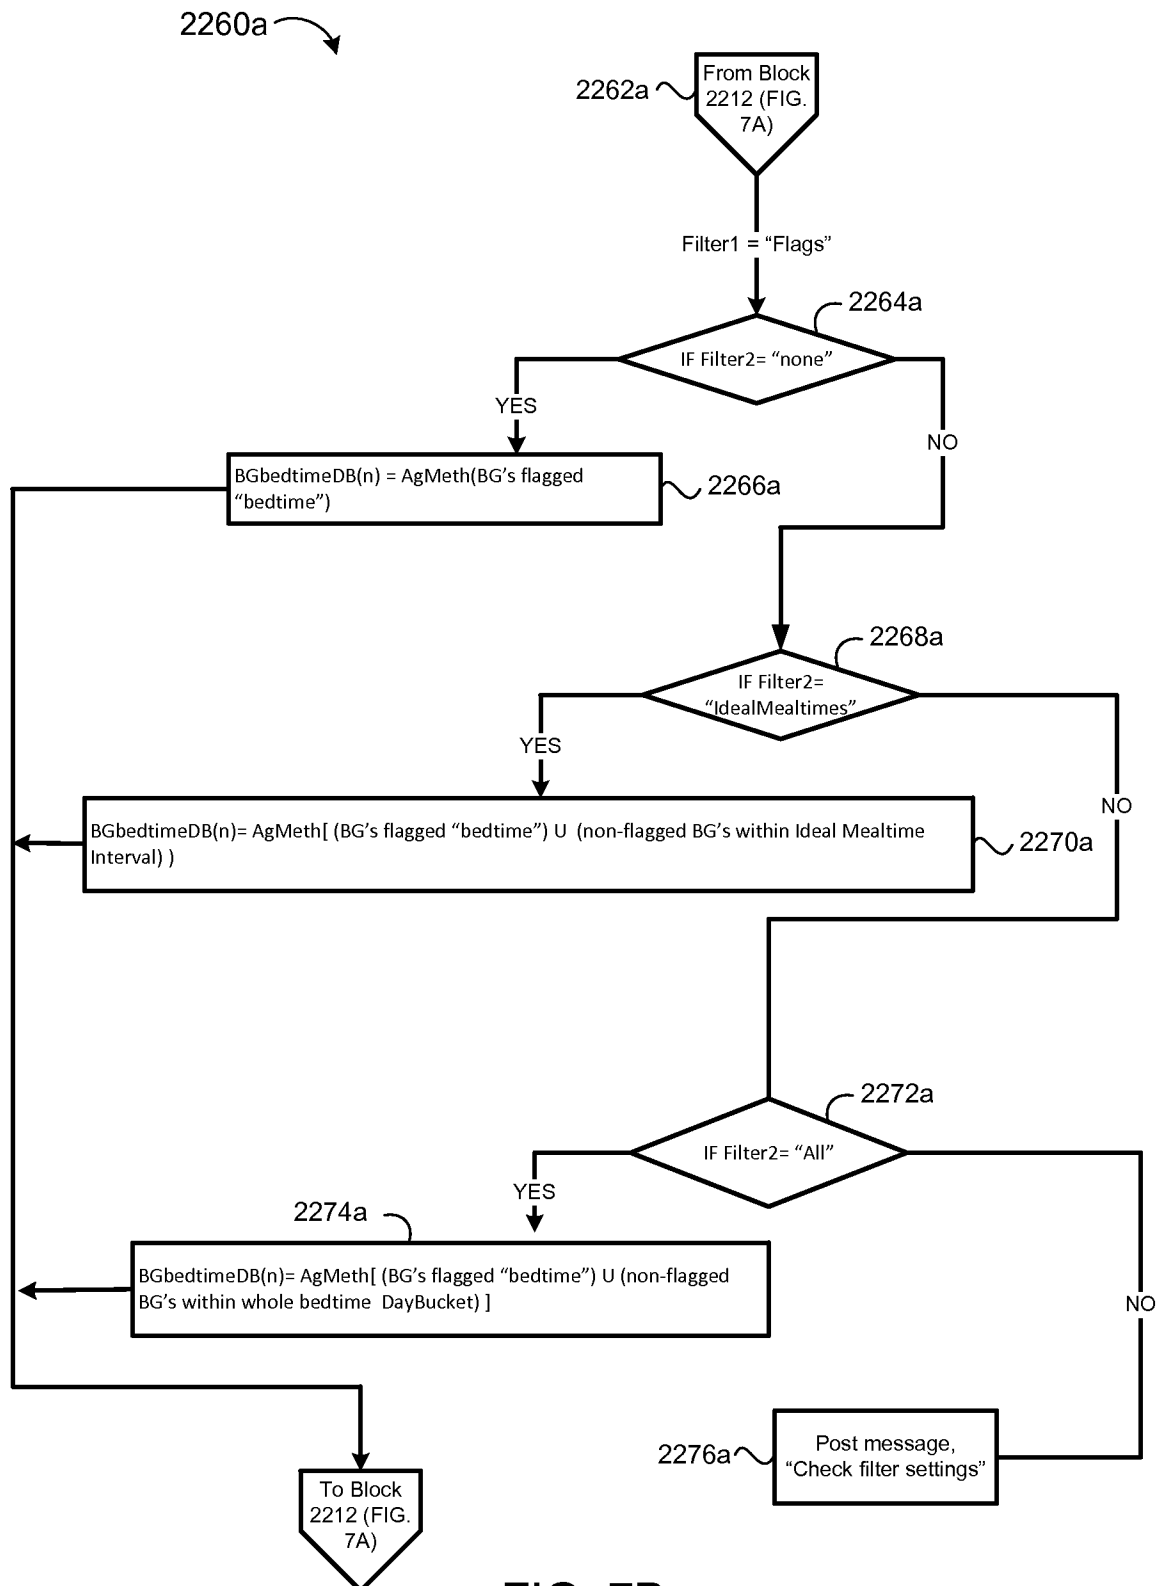 2260a
From Block
2212 (FIG.
7A)
2262a
Filter1 = “Flags”
2264a
IF Filter2= “none”
YES
NO
BGbedtimeDB(n) = AgMeth(BG’s flagged
“bedtime”)
2266a
2268a
IF Filter2=
“IdealMealtimes”
YES
NO
BGbedtimeDB(n)= AgMeth[ (BG’s flagged “bedtime”) U (non-flagged BG’s within Ideal Mealtime
Interval) )
2270a
2272a
IF Filter2= “All”
YES
2274a
BGbedtimeDB(n)= AgMeth[ (BG’s flagged “bedtime”) U (non-flagged
BG’s within whole bedtime DayBucket) ]
NO
2276a
Post message,
“Check filter settings”
To Block
2212 (FIG.
7A)